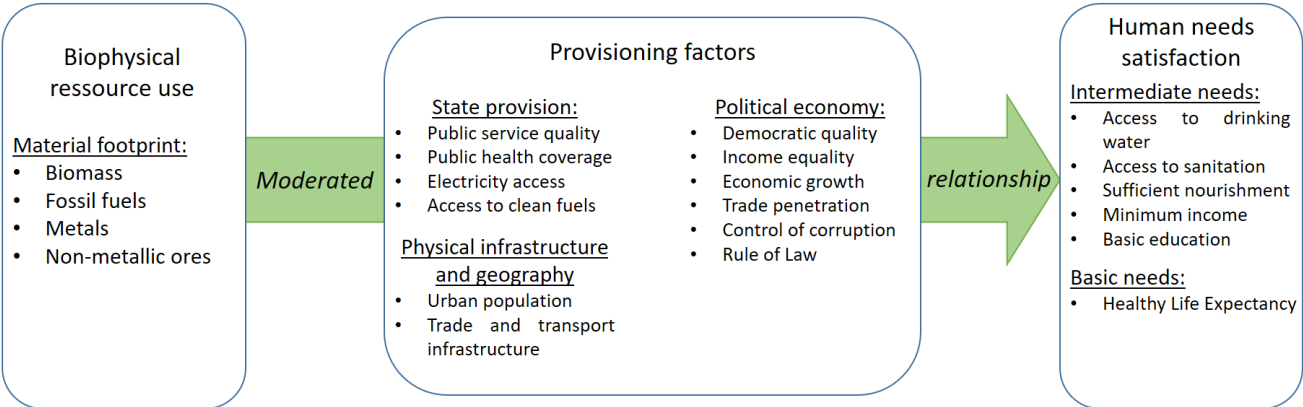 Biophysical
ressource use
Material footprint:
• Biomass
• Fossil fuels
• Metals
• Non-metallic ores
Moderated
Provisioning factors
State provision:
• Public service quality
• Public health coverage
• Electricity access
• Access to clean fuels
Physical infrastructure
and geography
• Urban population
• Trade and transport
infrastructure
Political economy:
• Democratic quality
• Income equality
• Economic growth
• Trade penetration
• Control of corruption
• Rule of Law
relationship
Human needs
satisfaction
Intermediate needs:
• Access to drinking
water
• Access to sanitation
• Sufficient nourishment
• Minimum income
• Basic education
Basic needs:
• Healthy Life Expectancy